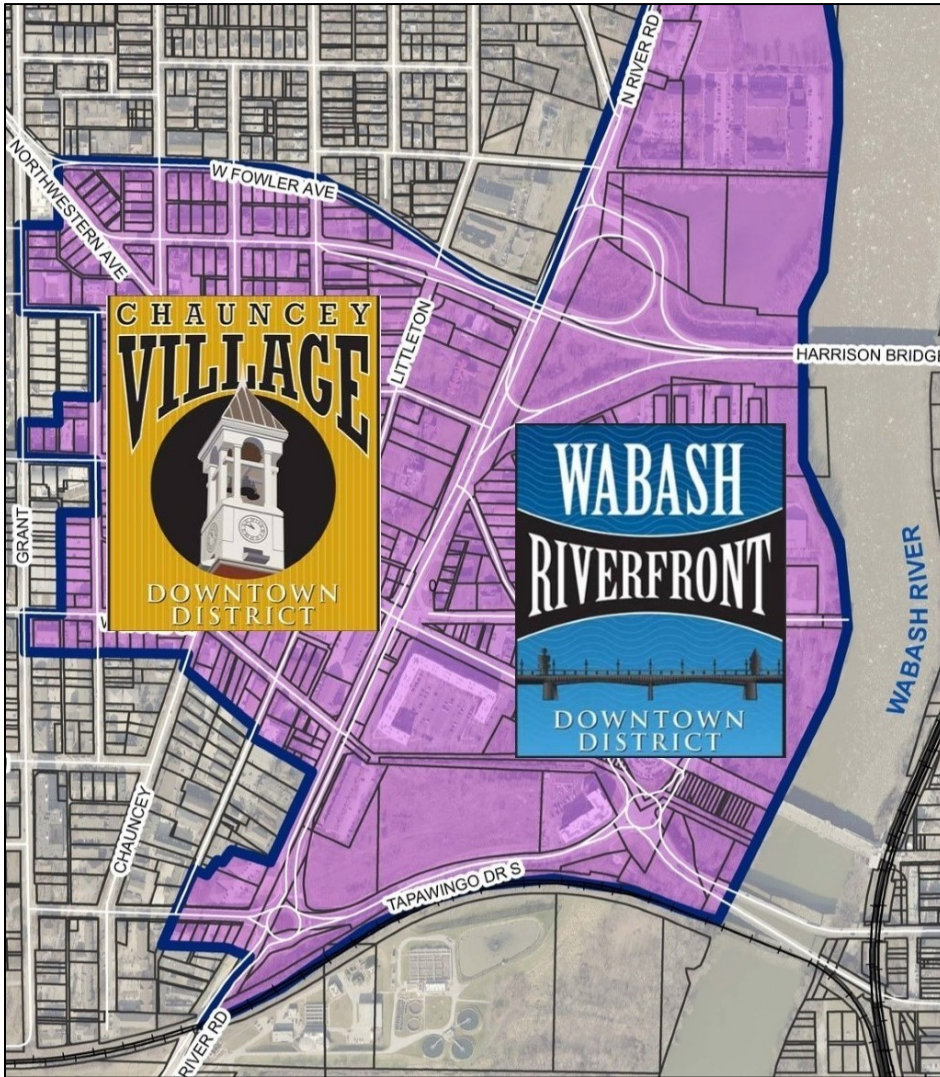 N RIVER RD
NORTHWESTERN AVE
W FOWLER AVE
LITTLETON
HARRISON BRIDGE
CHAUNCEY
VILLAGE
DOWNTOWN
DISTRICT
WABASH
RIVERFRONT
DOWNTOWN
DISTRICT
GRANT
W
WABASH RIVER
CHAUNCEY
TAPAWINGO DR S
RIVER RD